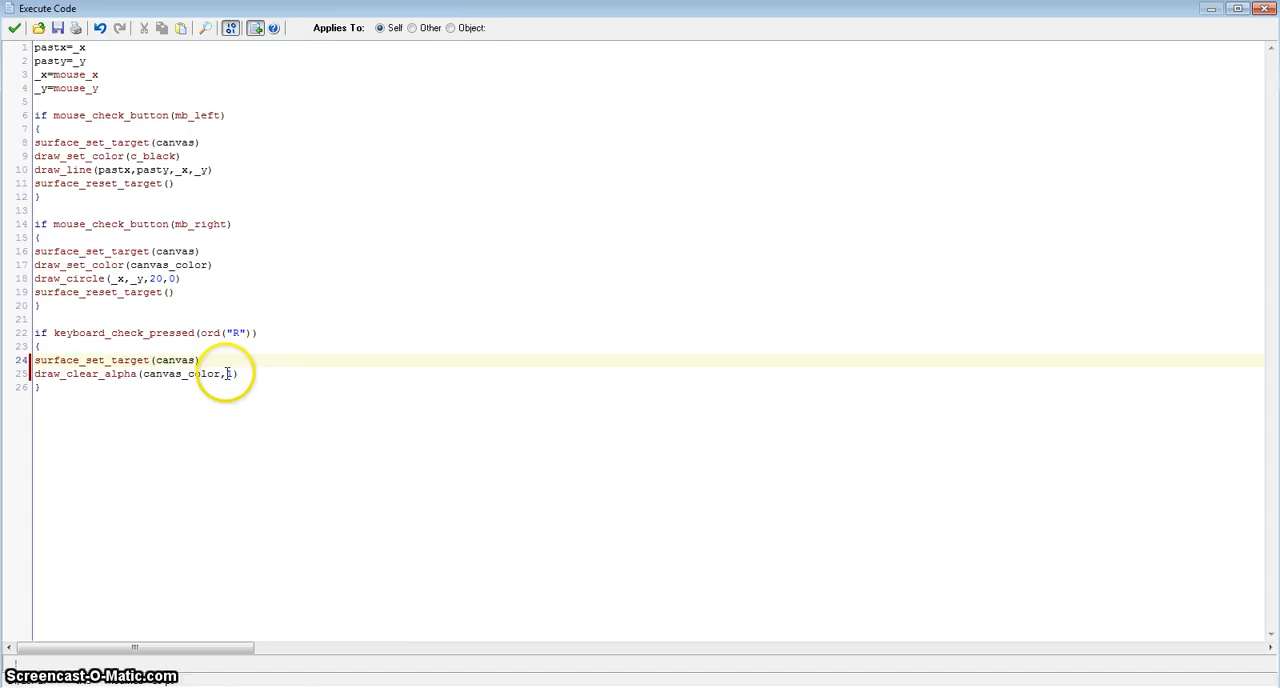 Execute Code
Applies To: Self Other Object:
1 pastx=_x
2 pasty=_y
3 _x=mouse_x
4 _y=mouse_y
5
6 if mouse_check_button(mb_left)
7 {
8 surface_set_target(canvas)
9 draw_set_color(c_black)
10 draw_line(pastx,pasty,_x,_y)
11 surface_reset_target()
12 }
13
14 if mouse_check_button(mb_right)
15 {
16 surface_set_target(canvas)
17 draw_set_color(canvas_color)
18 draw_circle(_x,_y,20,0)
19 surface_reset_target()
20 }
21
22 if keyboard_check_pressed(ord("R"))
23 {
24 surface_set_target(canvas)
25 draw_clear_alpha(canvas_color,1)
26 }
Screencast-O-Matic.com